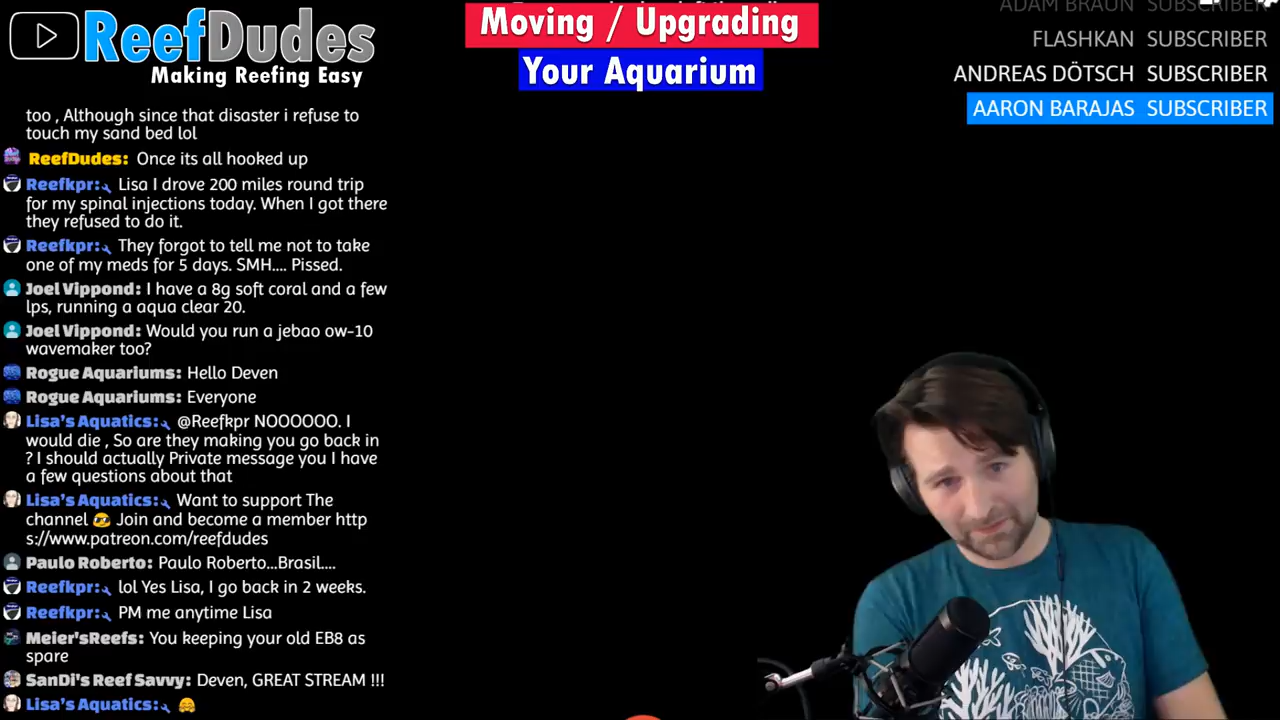 ReefDudes
Making Reefing Easy
Moving / Upgrading
Your Aquarium
ADAM BRAUN SUBSCRIBER
FLASHKAN SUBSCRIBER
ANDREAS DÖTSCH SUBSCRIBER
AARON BARAJAS SUBSCRIBER
too , Although since that disaster i refuse to
touch my sand bed lol
ReefDudes: Once its all hooked up
Reefkpr: Lisa I drove 200 miles round trip
for my spinal injections today. When I got there
they refused to do it.
Reefkpr: They forgot to tell me not to take
one of my meds for 5 days. SMH.... Pissed.
Joel Vippond: I have a 8g soft coral and a few
lps, running a aqua clear 20.
Joel Vippond: Would you run a jebao ow-10
wavemaker too?
Rogue Aquariums: Hello Deven
Rogue Aquariums: Everyone
Lisa's Aquatics: @Reefkpr NOOOOOO. I
would die , So are they making you go back in
? I should actually Private message you I have
a few questions about that
Lisa's Aquatics: Want to support The
channel 😎 Join and become a member http
s://www.patreon.com/reefdudes
Paulo Roberto: Paulo Roberto...Brasil....
Reefkpr: lol Yes Lisa, I go back in 2 weeks.
Reefkpr: PM me anytime Lisa
Meier'sReefs: You keeping your old EB8 as
spare
SanDi's Reef Savvy: Deven, GREAT STREAM !!!
Lisa's Aquatics: 🤗